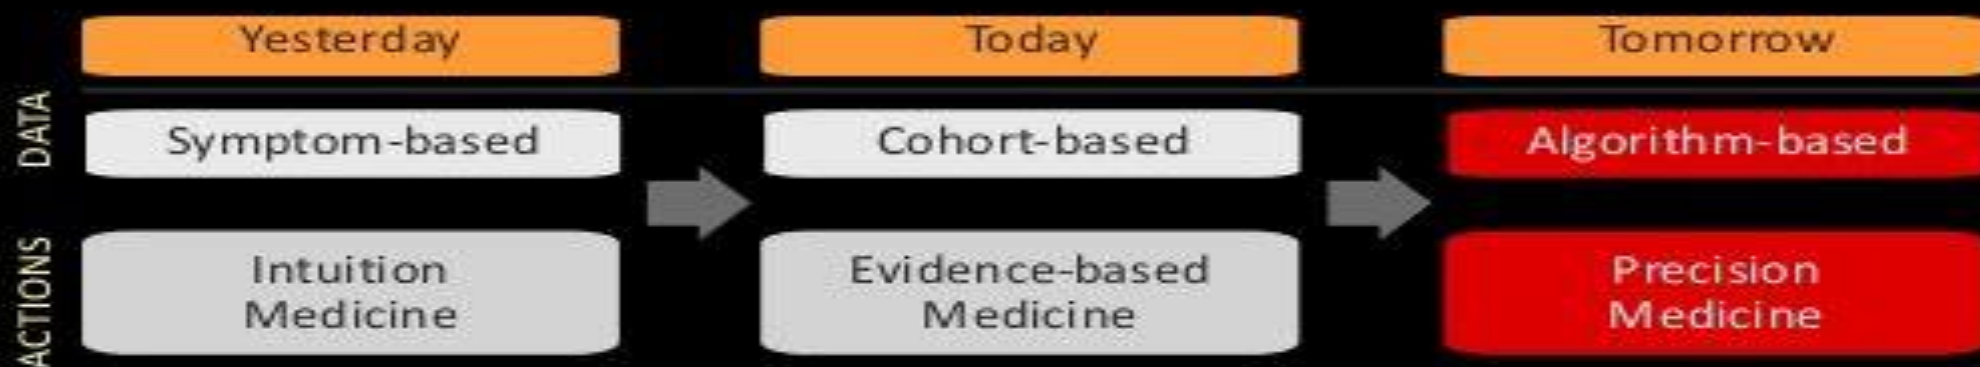 Yesterday
Today
Tomorrow
DATA
Symptom-based
Cohort-based
Algorithm-based
ACTIONS
Intuition
Medicine
Evidence-based
Medicine
Precision
Medicine